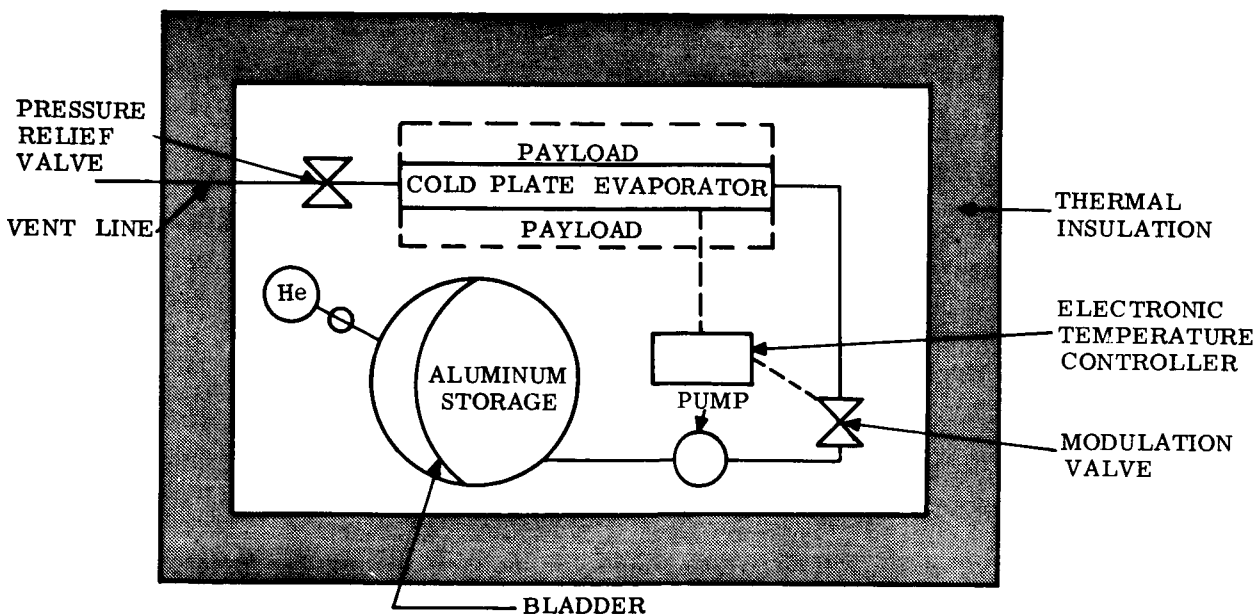 PRESSURE
RELIEF
VALVE
VENT LINE
PAYLOAD
COLD PLATE EVAPORATOR
PAYLOAD
THERMAL
INSULATION
He
ALUMINUM
STORAGE
PUMP
ELECTRONIC
TEMPERATURE
CONTROLLER
MODULATION
VALVE
BLADDER